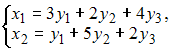 x₁ = 3y₁ + 2y₂ + 4y₃,
x₂ = y₁ + 5y₂ + 2y₃